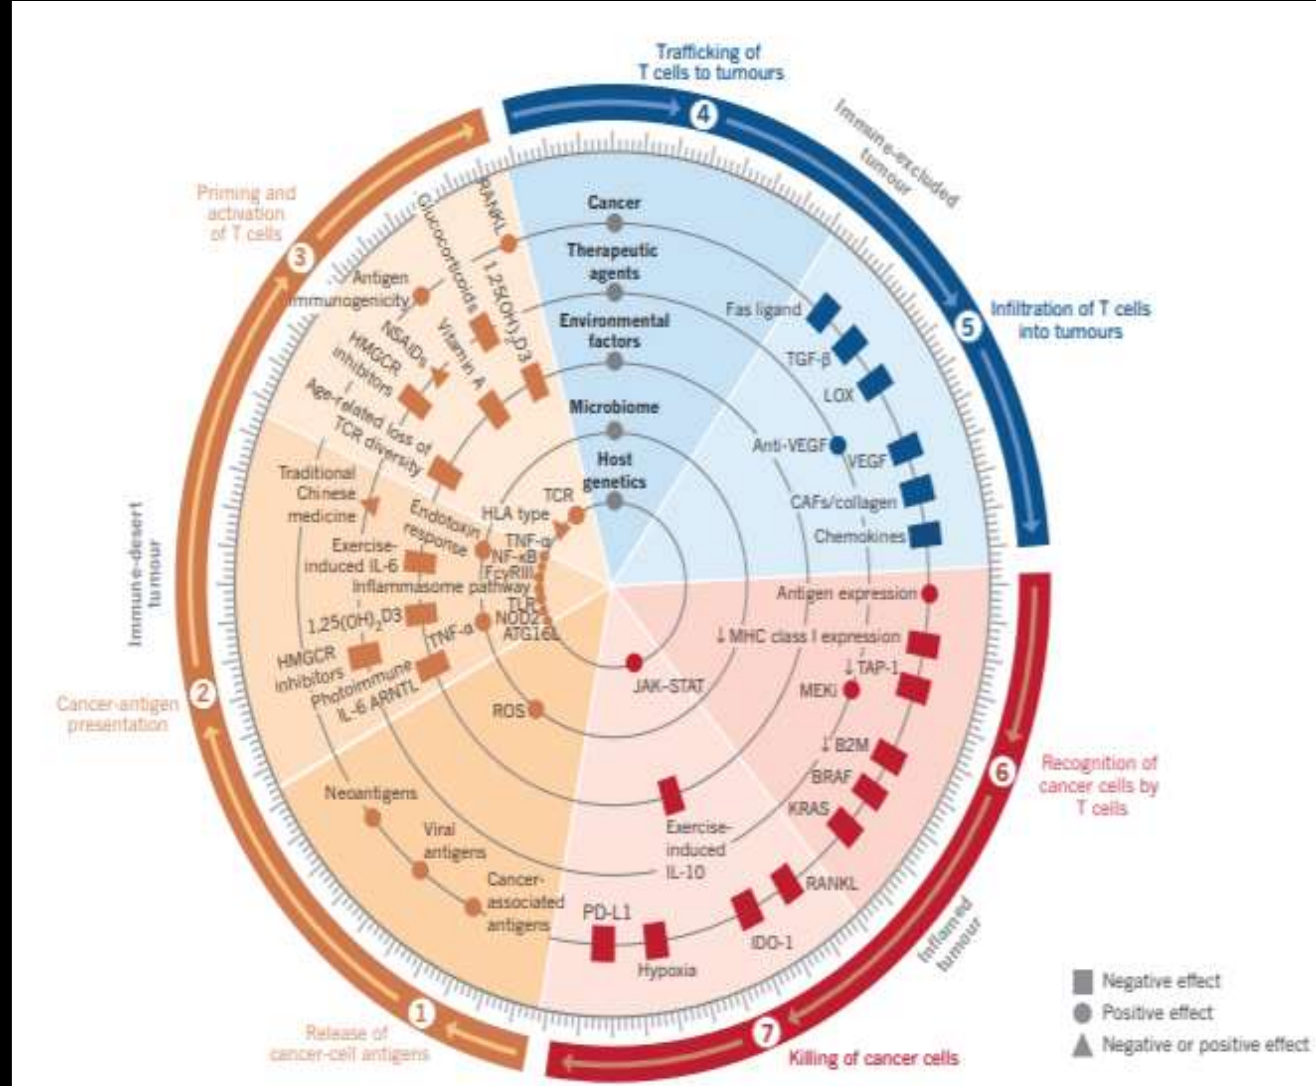 Trafficking of
T cells to tumours
4
Immune-excluded
tumour
Priming and
activation
of T cells
3
RANKL
Glucocorticoids
1,25(OH)2D3
Antigen
immunogenicity
NSAIDs
Vitamin A
HMGCR
inhibitors
Age-related loss of
TCR diversity
Cancer
Therapeutic
agents
Environmental
factors
Microbiome
Host
genetics
Fas ligand
TGF-β
LOX
Anti-VEGF
VEGF
CAFs/collagen
Chemokines
5
Infiltration of T cells
into tumours
Traditional
Chinese
medicine
Endotoxin
response
TCR
HLA type
TNF-α
NF-κB
FcγRIII
Inflammasome pathway
TLR
NOD2
ATG16L
Exercise-
induced IL-6
1,25(OH)2D3
TNF-α
HMGCR
inhibitors
Photoimmune
IL-6 ARNTL
Immune-desert
tumour
2
Cancer-antigen
presentation
Antigen expression
↓MHC class I expression
↓TAP-1
MEKi
JAK–STAT
↓B2M
BRAF
KRAS
ROS
6
Recognition of
cancer cells by
T cells
Neoantigens
Viral
antigens
Cancer-
associated
antigens
Exercise-
induced
IL-10
RANKL
PD-L1
IDO-1
Hypoxia
Inflamed
tumour
1
Release of
cancer-cell antigens
7
Killing of cancer cells
Negative effect
Positive effect
Negative or positive effect